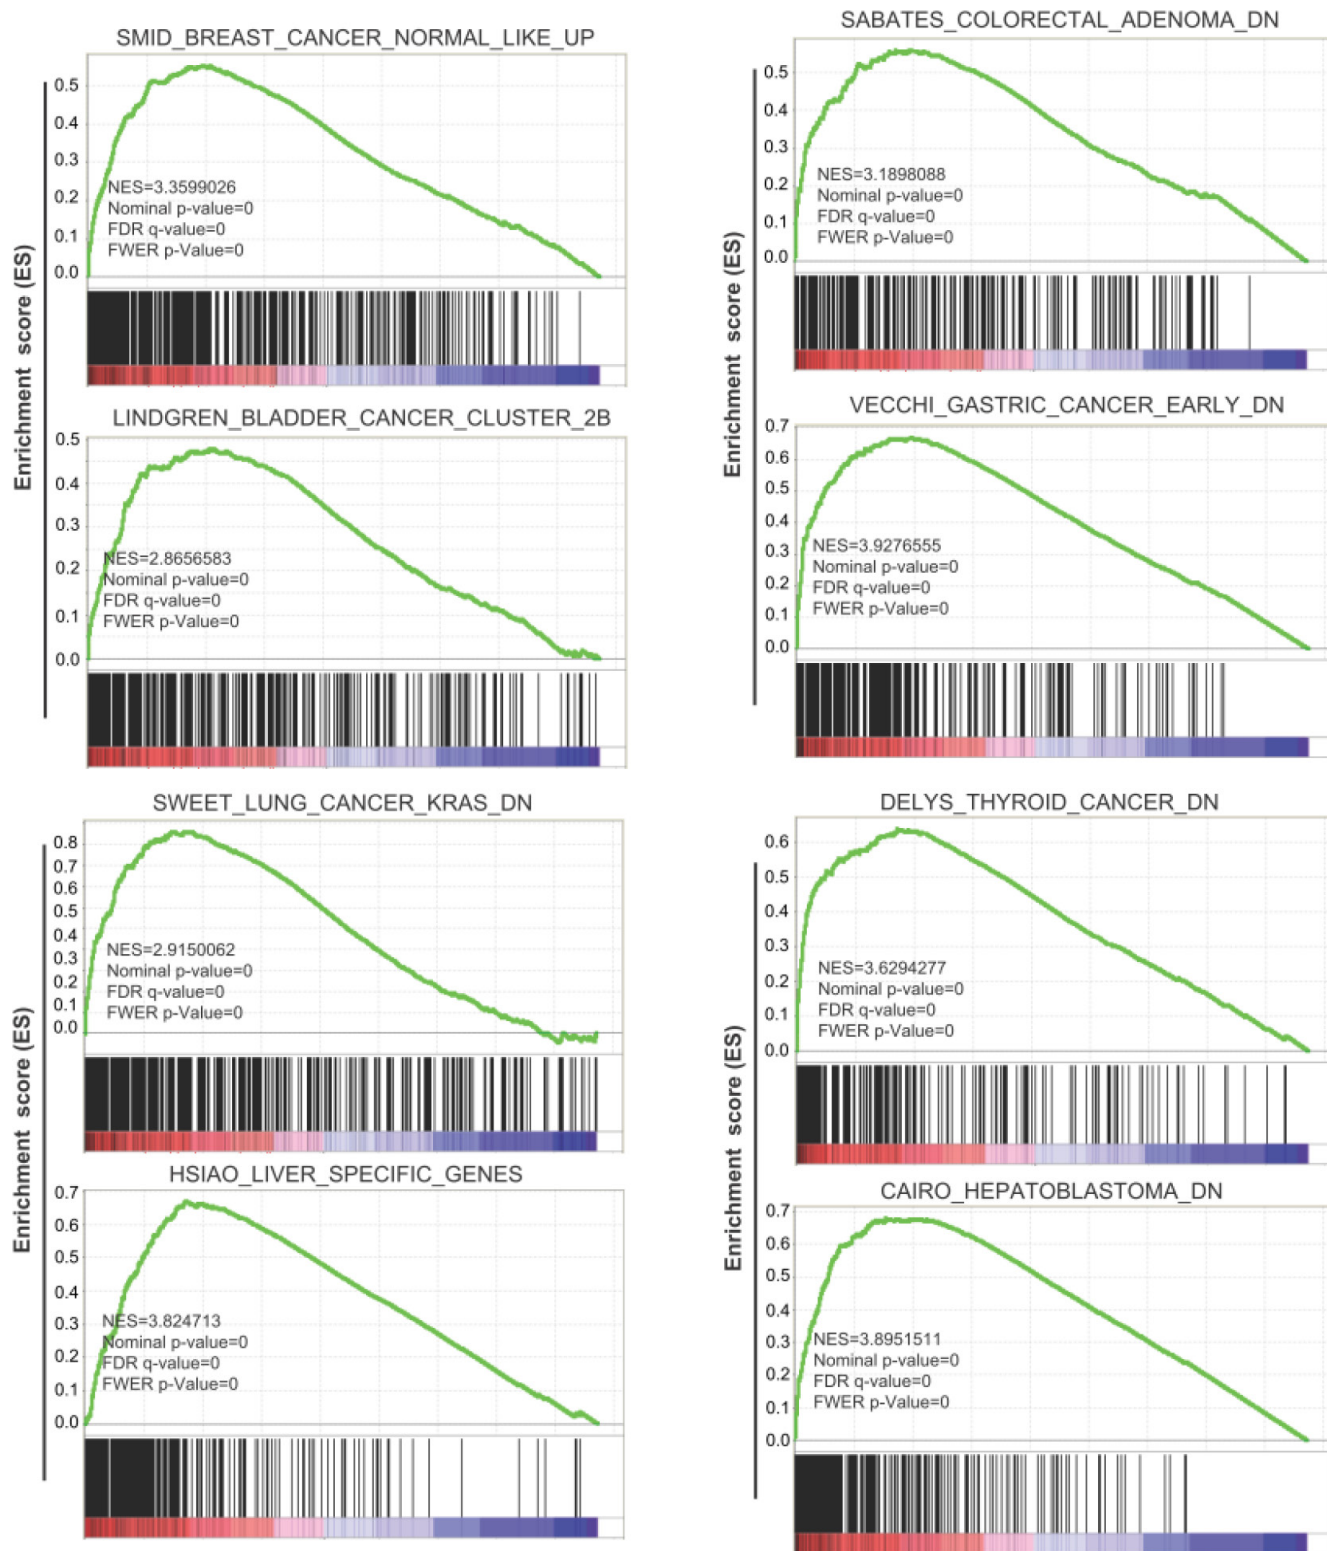 SMID_BREAST_CANCER_NORMAL_LIKE_UP
0.5
0.4
0.3
0.2
0.1
0.0
NES=3.3599026
Nominal p-value=0
FDR q-value=0
FWER p-Value=0
LINDGREN_BLADDER_CANCER_CLUSTER_2B
0.5
0.4
0.3
0.2
0.1
0.0
NES=2.8656583
Nominal p-value=0
FDR q-value=0
FWER p-Value=0
Enrichment score (ES)
SWEET_LUNG_CANCER_KRAS_DN
0.8
0.7
0.6
0.5
0.4
0.3
0.2
0.1
0.0
NES=2.9150062
Nominal p-value=0
FDR q-value=0
FWER p-Value=0
HSIAO_LIVER_SPECIFIC_GENES
0.7
0.6
0.5
0.4
0.3
0.2
0.1
0.0
NES=3.824713
Nominal p-value=0
FDR q-value=0
FWER p-Value=0
Enrichment score (ES)
SABATES_COLORECTAL_ADENOMA_DN
0.5
0.4
0.3
0.2
0.1
0.0
NES=3.1898088
Nominal p-value=0
FDR q-value=0
FWER p-Value=0
VECCHI_GASTRIC_CANCER_EARLY_DN
0.7
0.6
0.5
0.4
0.3
0.2
0.1
0.0
NES=3.9276555
Nominal p-value=0
FDR q-value=0
FWER p-Value=0
Enrichment score (ES)
DELYS_THYROID_CANCER_DN
0.6
0.5
0.4
0.3
0.2
0.1
0.0
NES=3.6294277
Nominal p-value=0
FDR q-value=0
FWER p-Value=0
CAIRO_HEPATOBLASTOMA_DN
0.7
0.6
0.5
0.4
0.3
0.2
0.1
0.0
NES=3.8951511
Nominal p-value=0
FDR q-value=0
FWER p-Value=0
Enrichment score (ES)